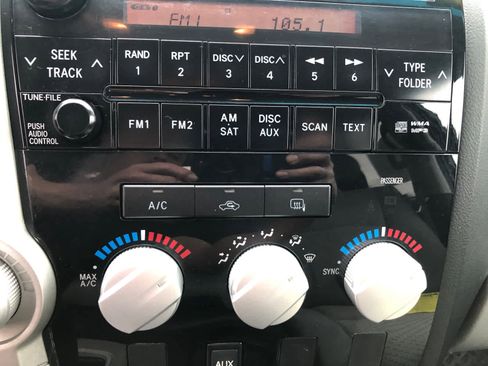 FM1 105.1
SEEK TRACK
RAND 1
RPT 2
DISC 3
DISC 4
5
6
TYPE FOLDER
TUNE•FILE
PUSH AUDIO CONTROL
FM1
FM2
AM•SAT
DISC•AUX
SCAN
TEXT
WMA
MP3
A/C
PASSENGER
MAX A/C
SYNC
AUX